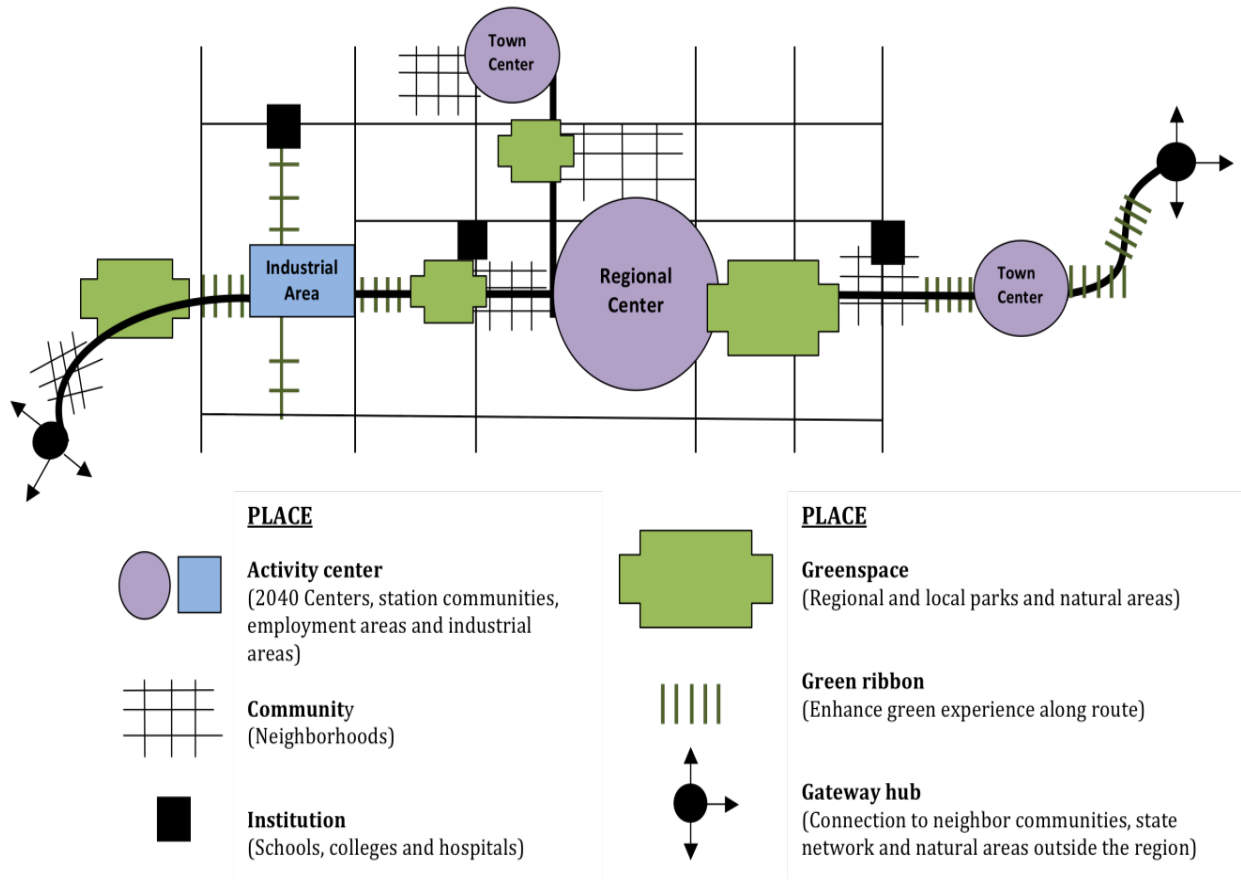 Town
Center
Industrial
Area
Regional
Center
Town
Center
PLACE
Activity center
(2040 Centers, station communities,
employment areas and industrial
areas)
Community
(Neighborhoods)
Institution
(Schools, colleges and hospitals)
PLACE
Greenspace
(Regional and local parks and natural areas)
Green ribbon
(Enhance green experience along route)
Gateway hub
(Connection to neighbor communities, state
network and natural areas outside the region)